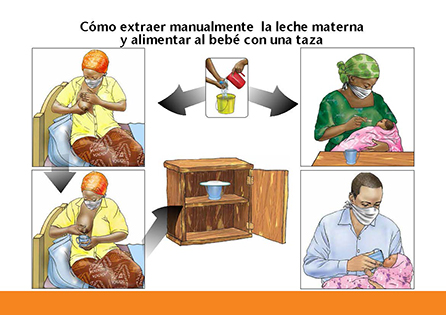 Cómo extraer manualmente la leche materna
y alimentar al bebé con una taza